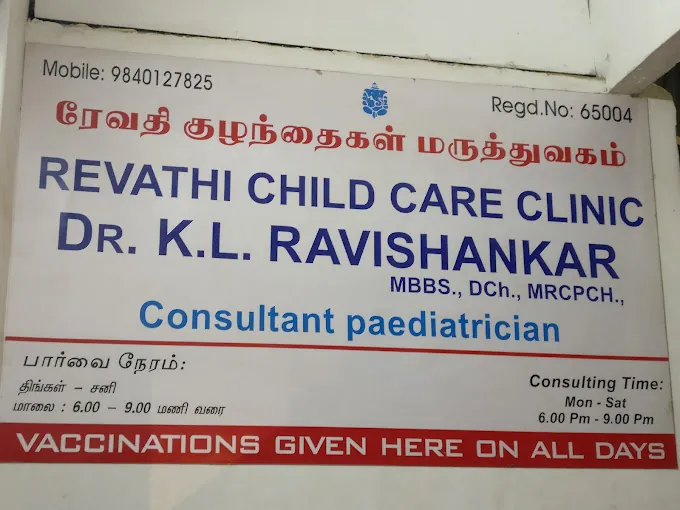 Mobile: 9840127825
Regd.No: 65004
ரேவதி குழந்தைகள் மருத்துவகம்
REVATHI CHILD CARE CLINIC
DR. K.L. RAVISHANKAR
MBBS., DCh., MRCPCH.,
Consultant paediatrician
பார்வை நேரம்:
திங்கள் – சனி
மாலை : 6.00 – 9.00 மணி வரை
Consulting Time:
Mon - Sat
6.00 Pm - 9.00 Pm
VACCINATIONS GIVEN HERE ON ALL DAYS